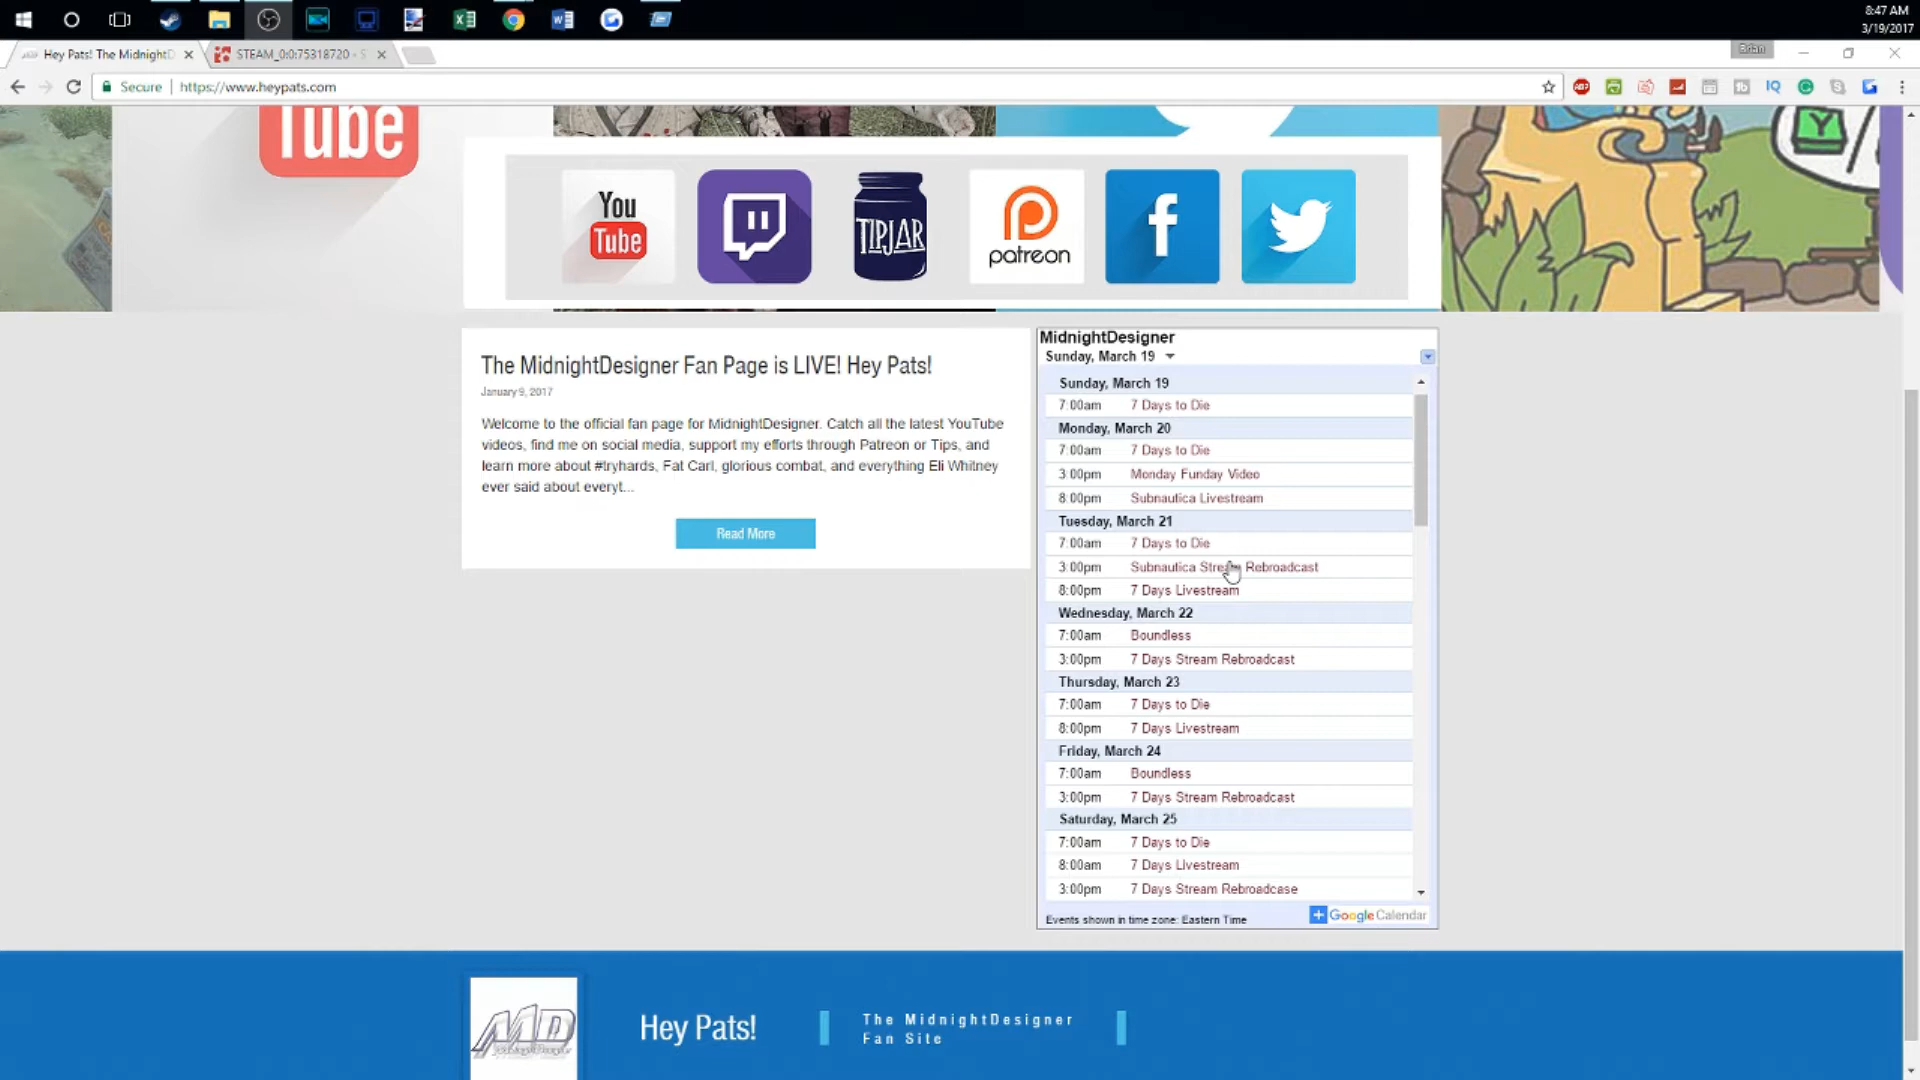 8:47 AM
3/19/2017
Hey Pats! The MidnightD
STEAM_0:0:75318720 - S
Brian
Secure
https://www.heypats.com
Tube
You
Tube
TIPJAR
patreon
The MidnightDesigner Fan Page is LIVE! Hey Pats!
January 9, 2017
Welcome to the official fan page for MidnightDesigner. Catch all the latest YouTube
videos, find me on social media, support my efforts through Patreon or Tips, and
learn more about #tryhards, Fat Carl, glorious combat, and everything Eli Whitney
ever said about everyt...
Read More
MidnightDesigner
Sunday, March 19
Sunday, March 19
7:00am 7 Days to Die
Monday, March 20
7:00am 7 Days to Die
3:00pm Monday Funday Video
8:00pm Subnautica Livestream
Tuesday, March 21
7:00am 7 Days to Die
3:00pm Subnautica Stream Rebroadcast
8:00pm 7 Days Livestream
Wednesday, March 22
7:00am Boundless
3:00pm 7 Days Stream Rebroadcast
Thursday, March 23
7:00am 7 Days to Die
8:00pm 7 Days Livestream
Friday, March 24
7:00am Boundless
3:00pm 7 Days Stream Rebroadcast
Saturday, March 25
7:00am 7 Days to Die
8:00am 7 Days Livestream
3:00pm 7 Days Stream Rebroadcase
Events shown in time zone: Eastern Time
Google Calendar
MD
Hey Pats!
The MidnightDesigner
Fan Site